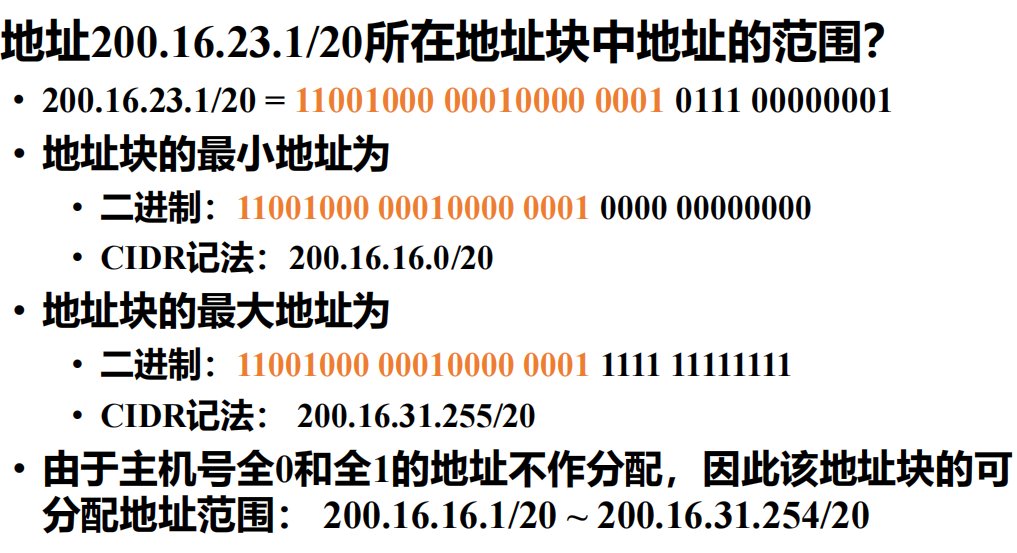 地址200.16.23.1/20所在地址块中地址的范围？
• 200.16.23.1/20 = 11001000 00010000 0001 0111 00000001
• 地址块的最小地址为
• 二进制：11001000 00010000 0001 0000 00000000
• CIDR记法：200.16.16.0/20
• 地址块的最大地址为
• 二进制：11001000 00010000 0001 1111 11111111
• CIDR记法： 200.16.31.255/20
• 由于主机号全0和全1的地址不作分配，因此该地址块的可
分配地址范围： 200.16.16.1/20 ~ 200.16.31.254/20